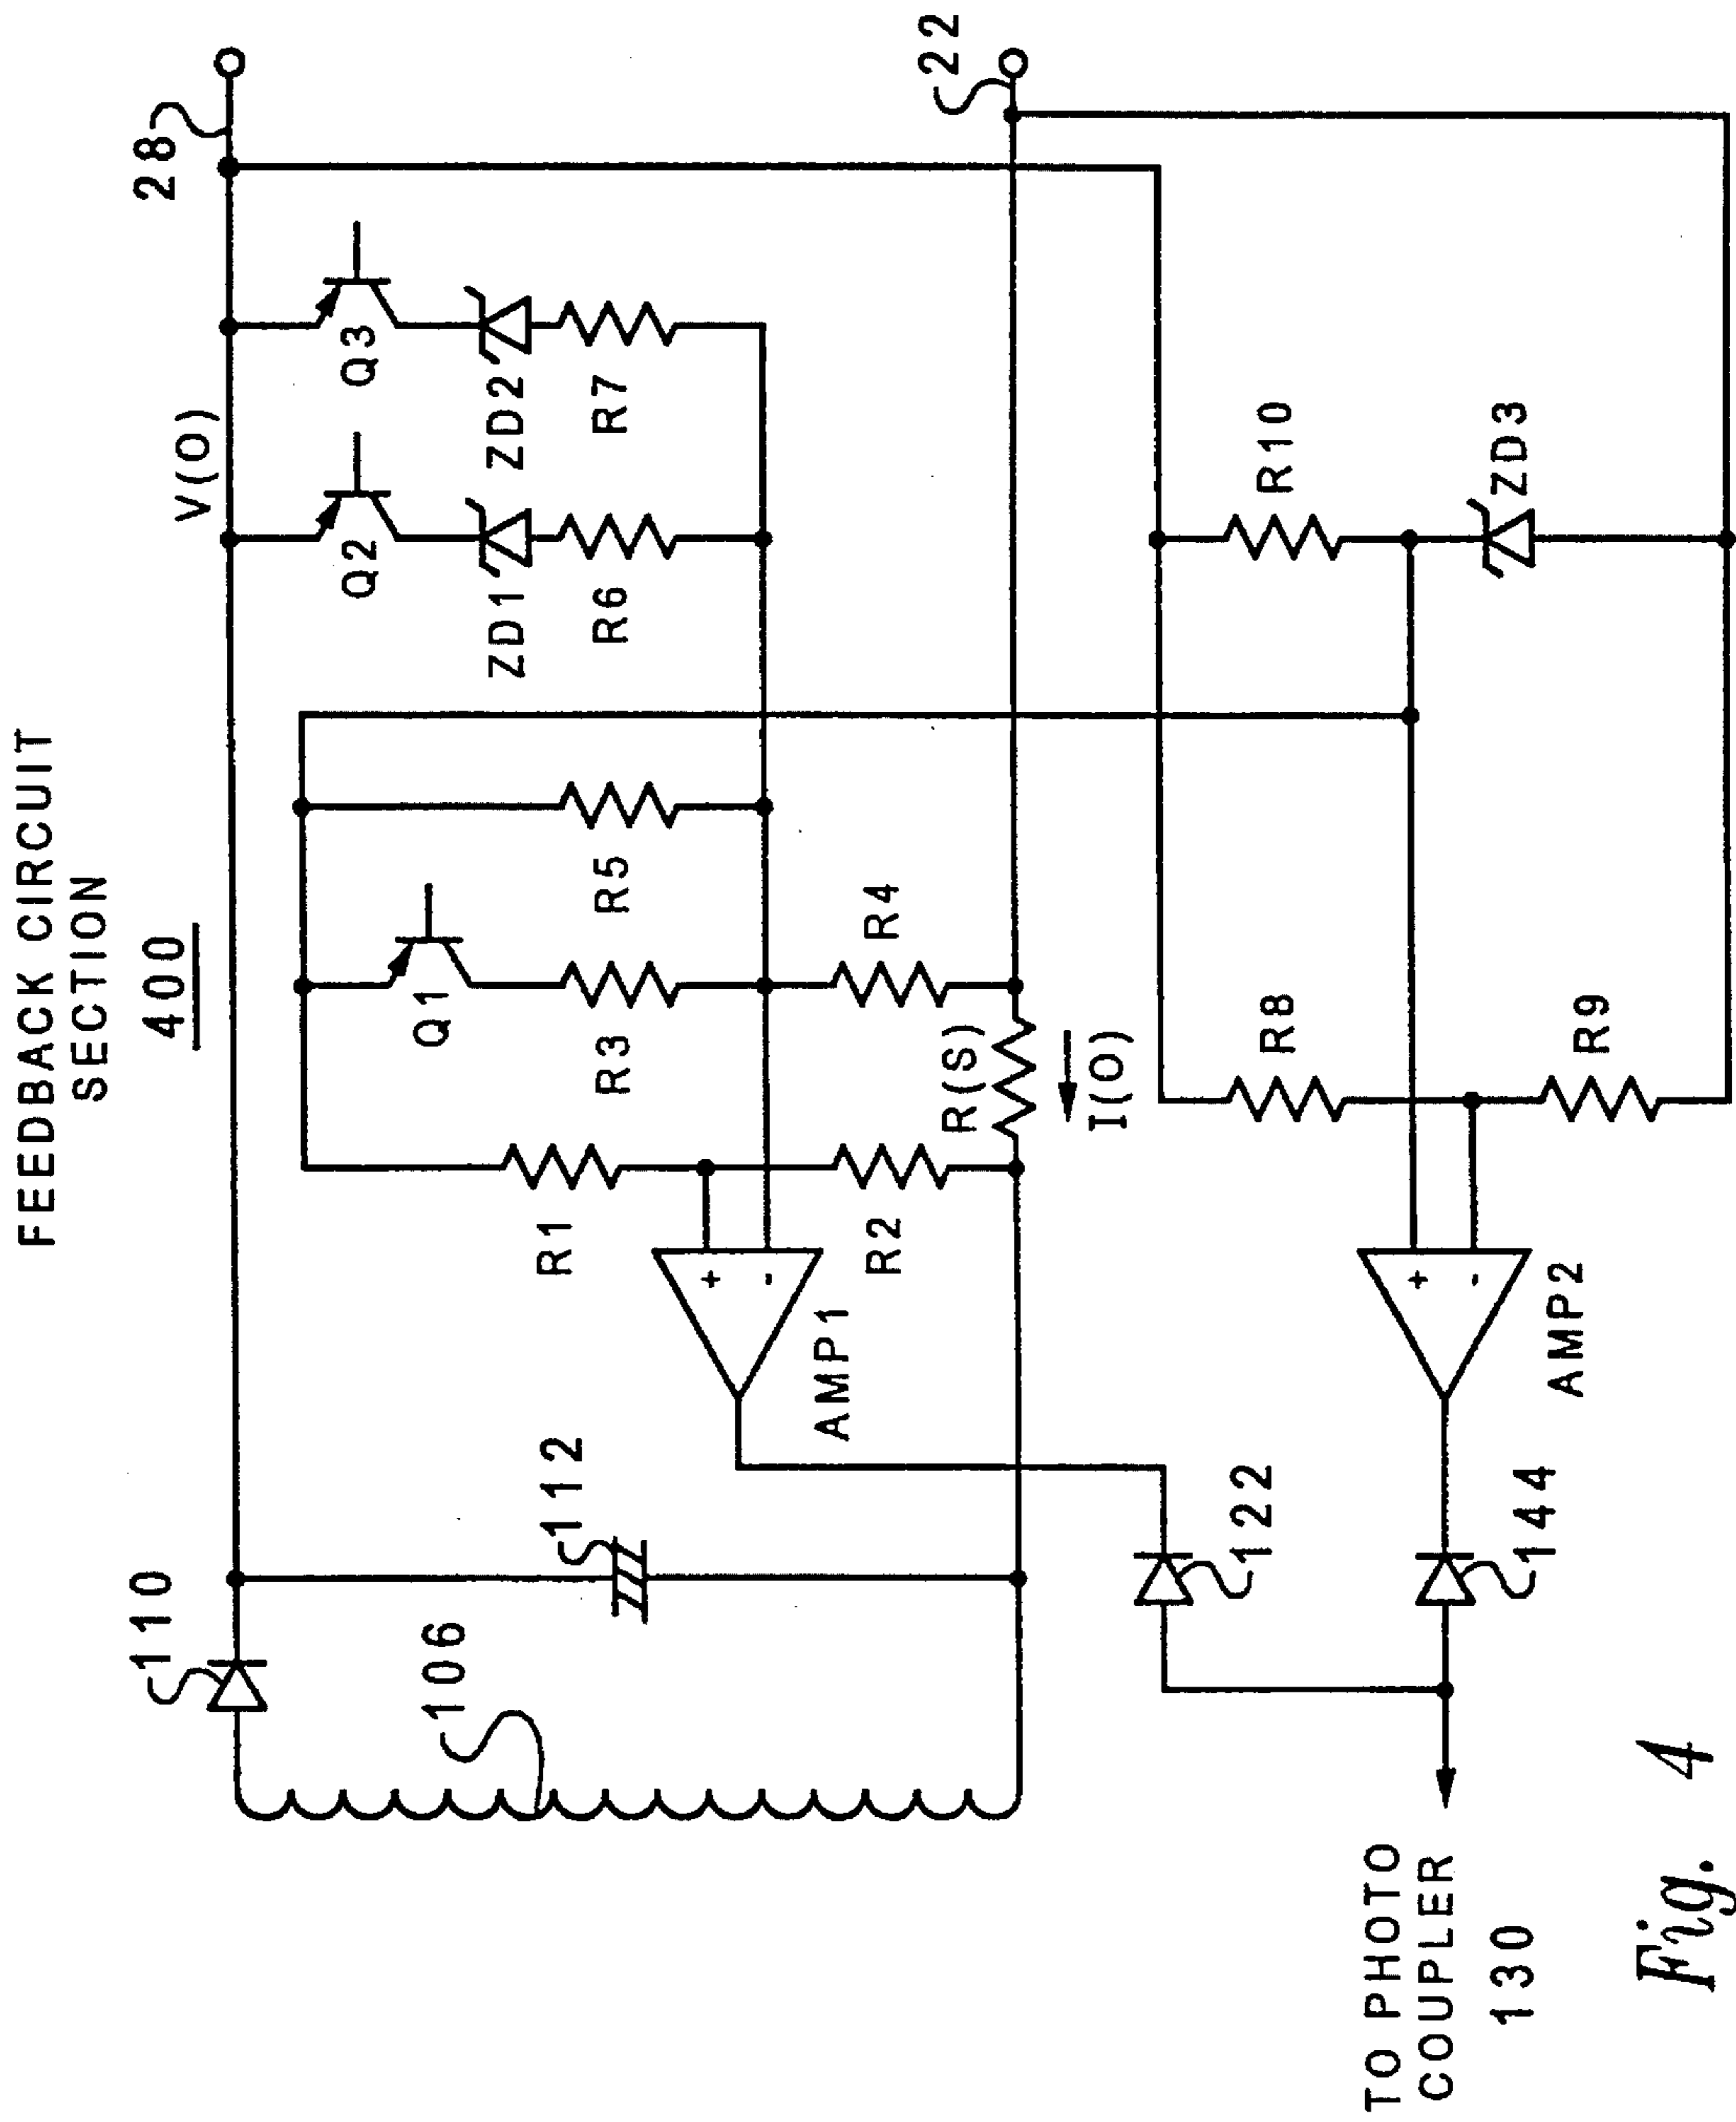 FEEDBACK CIRCUIT
SECTION
400
110
V(O)
28
106
112
Q1
Q2
Q3
ZD1
ZD2
R1
R3
R5
R6
R7
+
-
AMP1
R2
R4
R(S)
I(O)
22
122
144
+
-
AMP2
R8
R9
R10
ZD3
TO PHOTO
COUPLER
130
Fig. 4